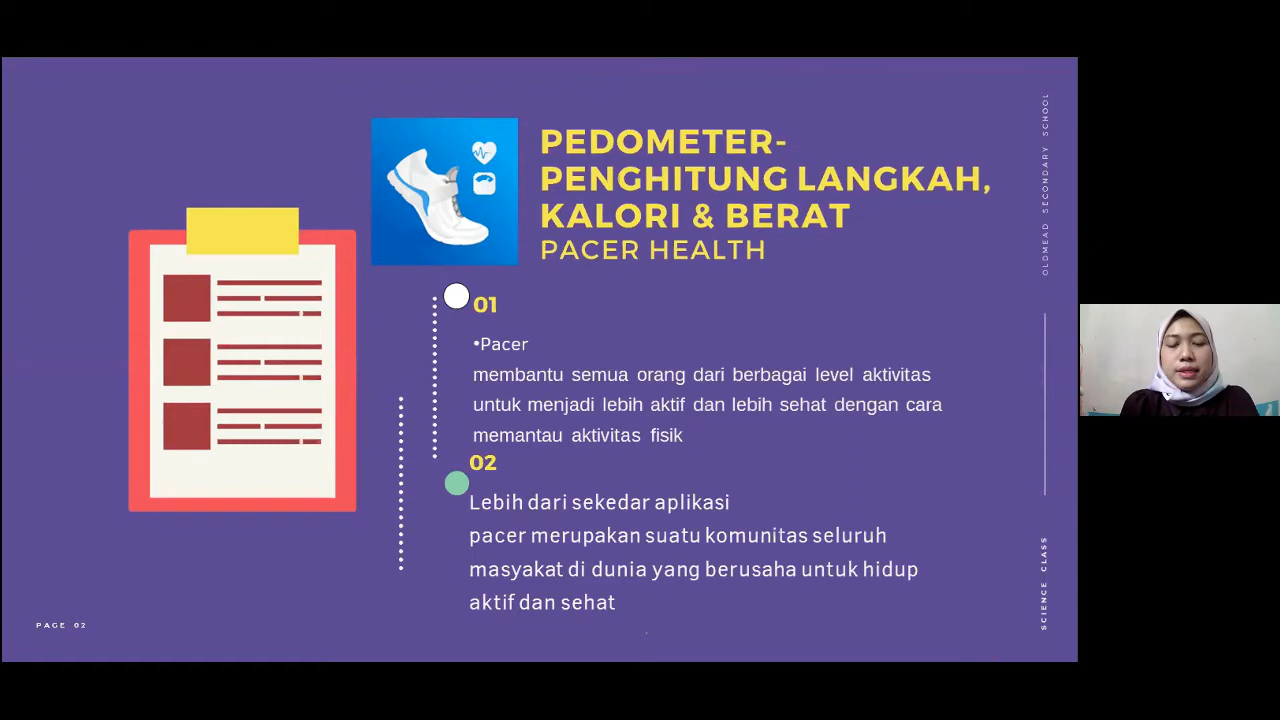 PEDOMETER-
PENGHITUNG LANGKAH,
KALORI & BERAT
PACER HEALTH
01
•Pacer
membantu semua orang dari berbagai level aktivitas
untuk menjadi lebih aktif dan lebih sehat dengan cara
memantau aktivitas fisik
02
Lebih dari sekedar aplikasi
pacer merupakan suatu komunitas seluruh
masyakat di dunia yang berusaha untuk hidup
aktif dan sehat
PAGE 02
OLDMEAD SECONDARY SCHOOL
SCIENCE CLASS